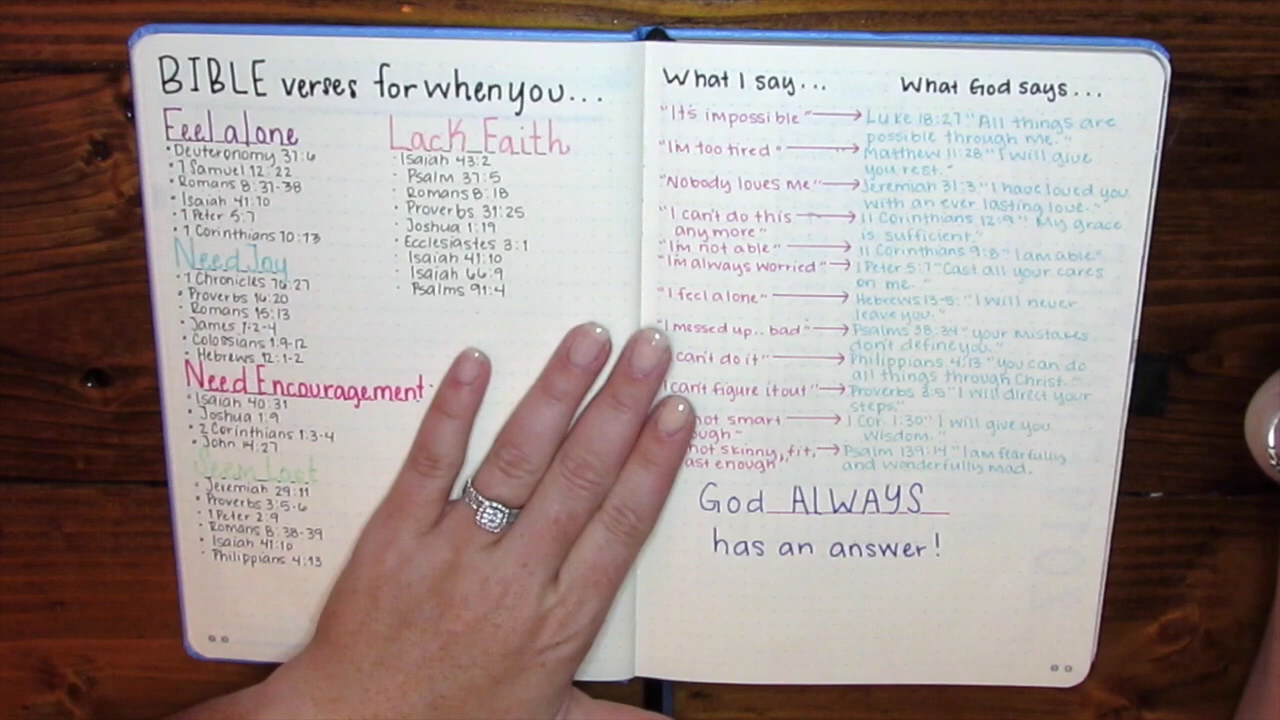 BIBLE verses for when you...
Feel alone
• Deuteronomy 31:6
• 1 Samuel 12:22
• Romans 8:31-38
• Isaiah 41:10
• 1 Peter 5:7
• 1 Corinthians 10:13
Need Joy
• 1 Chronicles 16:27
• Proverbs 16:20
• Romans 15:13
• James 1:2-4
• Colossians 1:9-12
• Hebrews 12:1-2
Need Encouragement
• Isaiah 40:31
• Joshua 1:9
• 2 Corinthians 1:3-4
• John 14:27
Seem Lost
• Jeremiah 29:11
• Proverbs 3:5-6
• 1 Peter 2:9
• Romans 8:38-39
• Isaiah 41:10
• Philippians 4:13
Lack Faith
• Isaiah 43:2
• Psalm 37:5
• Romans 8:18
• Proverbs 31:25
• Joshua 1:19
• Ecclesiastes 3:1
• Isaiah 41:10
• Isaiah 66:9
• Psalms 91:4
What I say... What God says...
"It's impossible" → Luke 18:27 "All things are
possible through me."
"I'm too tired" → Matthew 11:28 "I will give
you rest."
"Nobody loves me" → Jeremiah 31:3 "I have loved you
with an ever lasting love."
"I can't do this → 11 Corinthians 12:9 "My grace
any more" is sufficient."
"I'm not able" → 11 Corinthians 9:8 "I am able"
"I'm always worried" → 1 Peter 5:7 "Cast all your cares
on me."
"I feel alone" → Hebrews 13-5: "I will never
leave you."
"I messed up.. bad" → Psalms "your mistakes
don't define you."
can't do it" → Philippians 4:13 "you can do
all things through Christ."
can't figure it out" → Proverbs 3:5 "I will direct your
steps."
not smart → 1 Cor. 1:30 "I will give you
ough" Wisdom."
not skinny, fit, → Psalm 139:14 "I am fearfully
ast enough" and wonderfully mad.
God ALWAYS
has an answer!